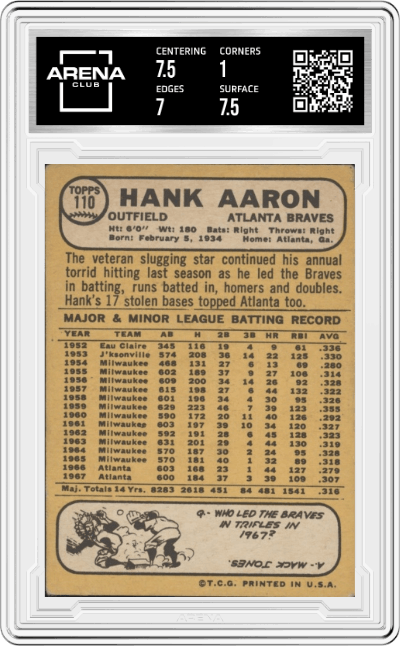 ARENA
CLUB
CENTERING
7.5
CORNERS
1
EDGES
7
SURFACE
7.5
TOPPS
110
HANK AARON
OUTFIELD ATLANTA BRAVES
Ht: 6'0" Wt: 180 Bats: Right Throws: Right
Born: February 5, 1934 Home: Atlanta, Ga.
The veteran slugging star continued his annual
torrid hitting last season as he led the Braves
in batting, runs batted in, homers and doubles.
Hank's 17 stolen bases topped Atlanta too.
MAJOR & MINOR LEAGUE BATTING RECORD
YEAR TEAM AB H 2B 3B HR RBI AVG
1952 Eau Claire 345 116 19 4 9 61 .336
1953 J'ksonville 574 208 36 14 22 125 .330
1954 Milwaukee 468 131 27 6 13 69 .280
1955 Milwaukee 602 189 37 9 27 106 .314
1956 Milwaukee 609 200 34 14 26 92 .328
1957 Milwaukee 615 198 27 6 44 132 .322
1958 Milwaukee 601 196 34 4 30 95 .326
1959 Milwaukee 629 223 46 7 39 123 .355
1960 Milwaukee 590 172 20 11 40 126 .292
1961 Milwaukee 603 197 39 10 34 120 .327
1962 Milwaukee 592 191 28 6 45 128 .323
1963 Milwaukee 631 201 29 4 44 130 .319
1964 Milwaukee 570 187 30 2 24 95 .328
1965 Milwaukee 570 181 40 1 32 89 .318
1966 Atlanta 603 168 23 1 44 127 .279
1967 Atlanta 600 184 37 3 39 109 .307
Maj. Totals 14 Yrs. 8283 2618 451 84 481 1541 .316
Q- WHO LED THE BRAVES
IN TRIPLES IN
1967?
A- MACK JONES.
©T.C.G. PRINTED IN U.S.A.
ARENA